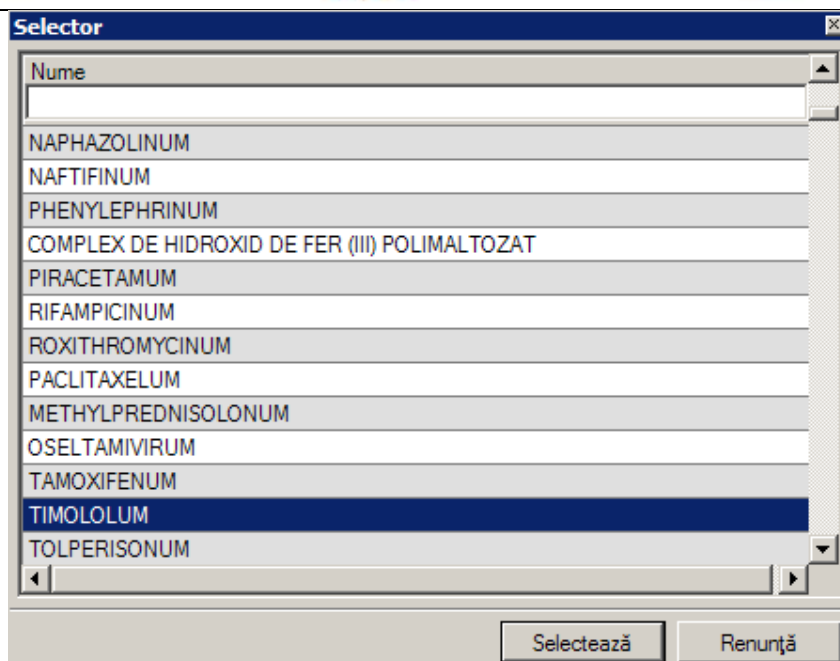 Selector
Nume
NAPHAZOLINUM
NAFTIFINUM
PHENYLEPHRINUM
COMPLEX DE HIDROXID DE FER (III) POLIMALTOZAT
PIRACETAMUM
RIFAMPICINUM
ROXITHROMYCINUM
PACLITAXELUM
METHYLPREDNISOLONUM
OSELTAMIVIRUM
TAMOXIFENUM
TIMOLOLUM
TOLPERISONUM
Selectează Renunţă